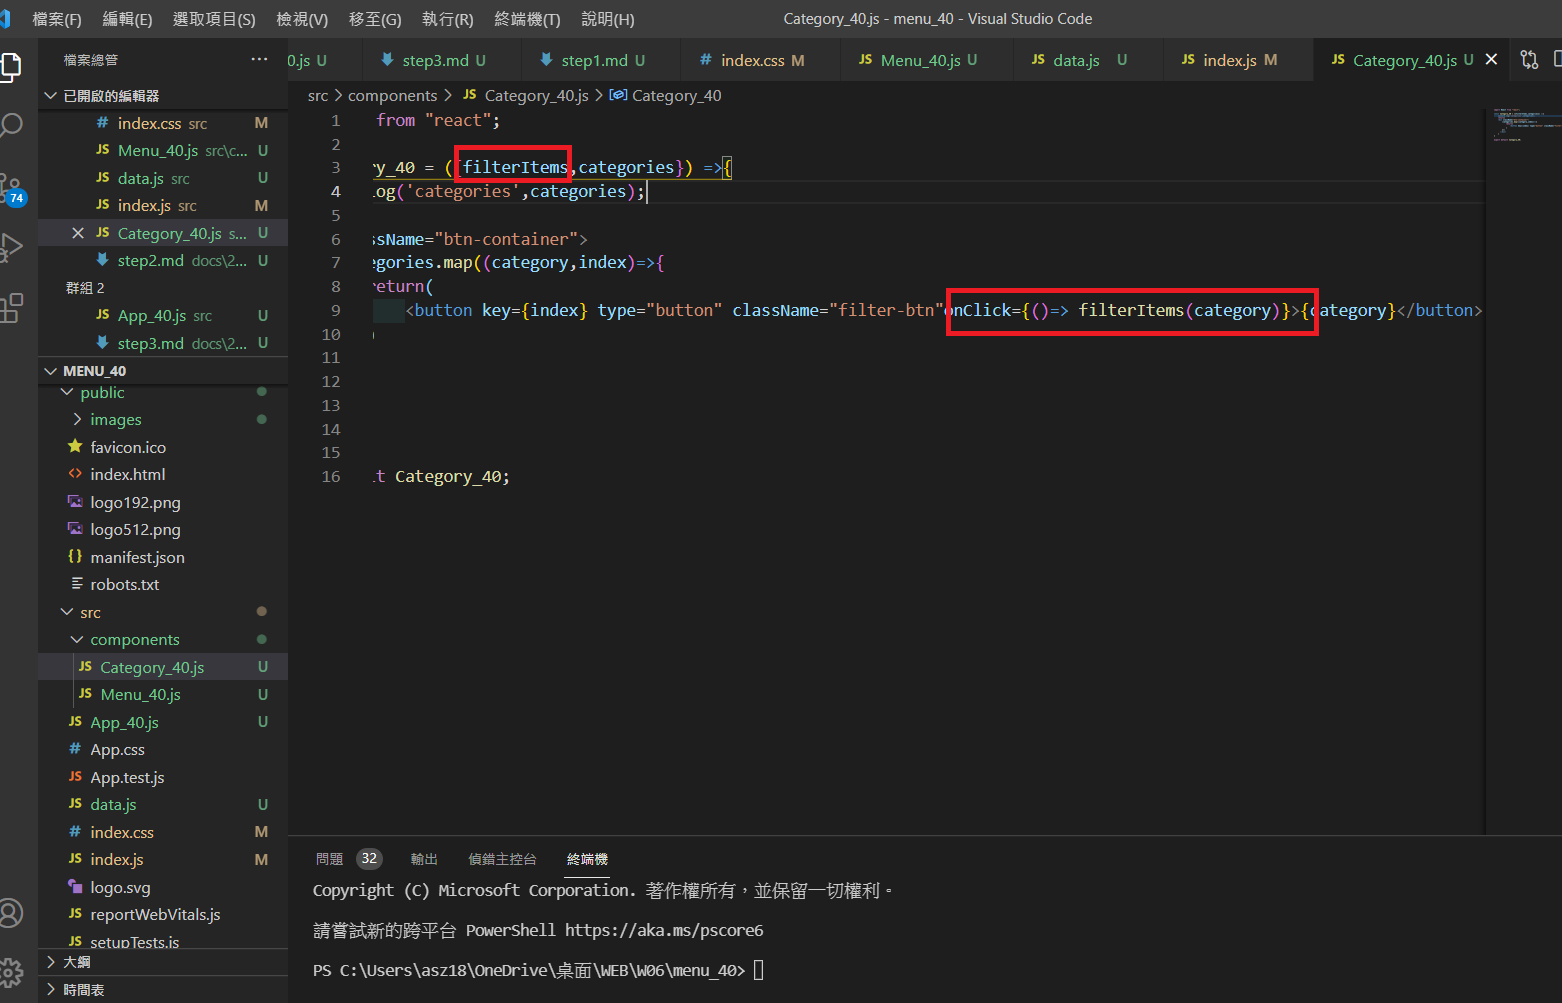 檔案(F) 編輯(E) 選取項目(S) 檢視(V) 移至(G) 執行(R) 終端機(T) 說明(H) Category_40.js - menu_40 - Visual Studio Code
檔案總管 ···
0.js U step3.md U step1.md U # index.css M JS Menu_40.js U JS data.js U JS index.js M JS Category_40.js U
已開啟的編輯器
# index.css src M
JS Menu_40.js src\c... U
JS data.js src U
JS index.js src M
JS Category_40.js s... U
step2.md docs\2... U
群組 2
JS App_40.js src U
step3.md docs\2... U
74
MENU_40
public
images
favicon.ico
<> index.html
logo192.png
logo512.png
{} manifest.json
robots.txt
src
components
JS Category_40.js U
JS Menu_40.js U
JS App_40.js U
# App.css
JS App.test.js
JS data.js U
# index.css M
JS index.js M
logo.svg
JS reportWebVitals.js
JS setupTests.js
大綱
時間表
src > components > JS Category_40.js > Category_40
1 from "react";
2
3 ry_40 = ({filterItems,categories}) =>{
4 log('categories',categories);
5
6 ssName="btn-container">
7 egories.map((category,index)=>{
8 return(
9 <button key={index} type="button" className="filter-btn"onClick={()=> filterItems(category)}>{category}</button>
10 )
11
12
13
14
15
16 t Category_40;
問題 32 輸出 偵錯主控台 終端機
Copyright (C) Microsoft Corporation. 著作權所有，並保留一切權利。
請嘗試新的跨平台 PowerShell https://aka.ms/pscore6
PS C:\Users\asz18\OneDrive\桌面\WEB\W06\menu_40>